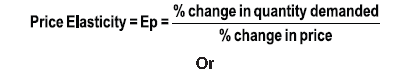 Price Elasticity = Ep = % change in quantity demanded
% change in price
Or